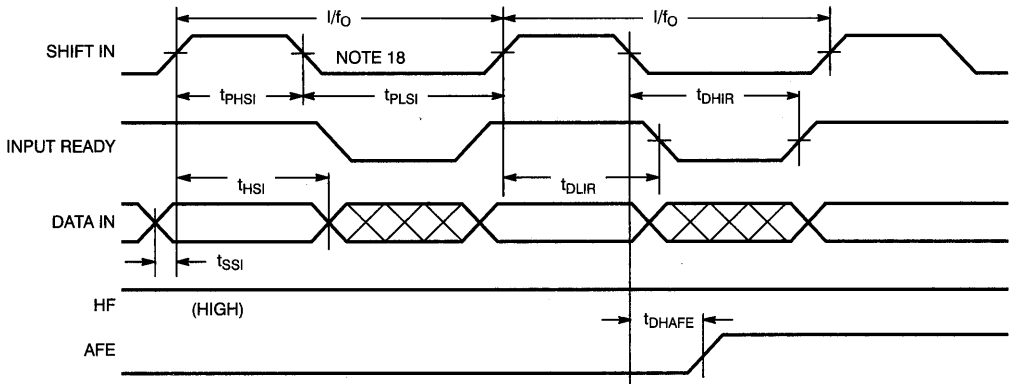 I/fO I/fO
SHIFT IN NOTE 18
tPHSI tPLSI tDHIR
INPUT READY
tHSI tDLIR
DATA IN
tSSI
HF (HIGH)
tDHAFE
AFE